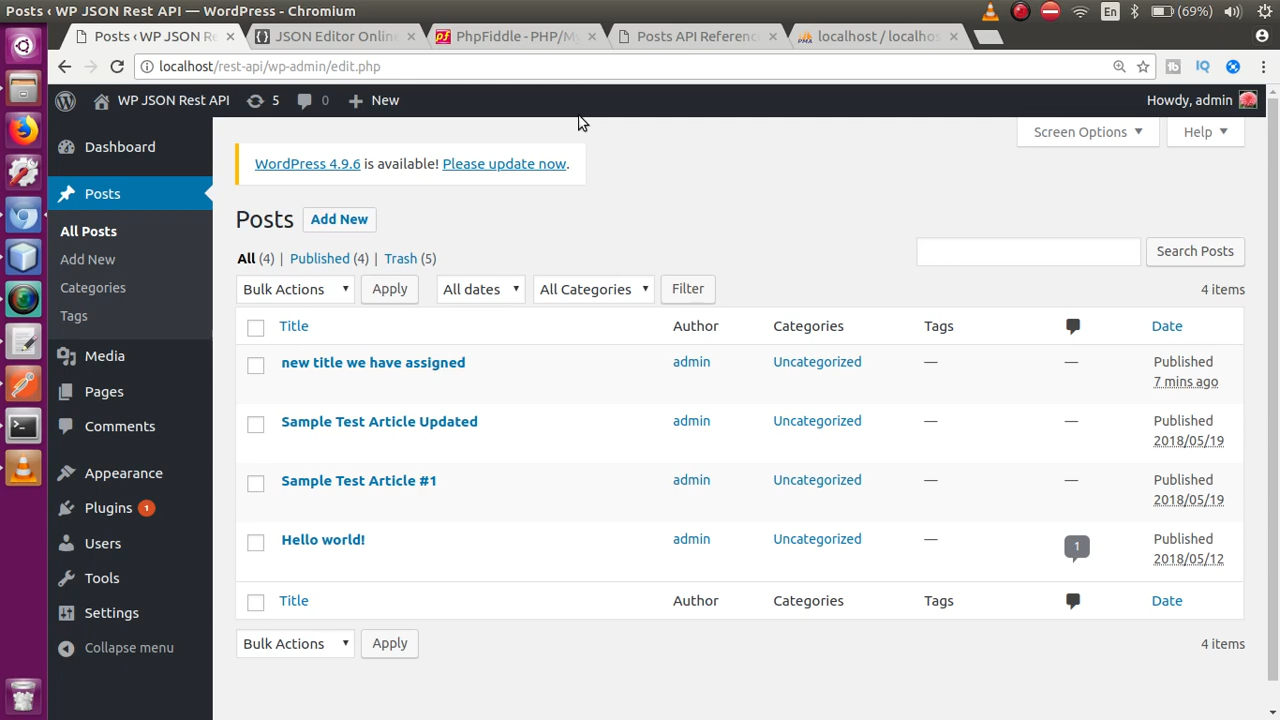 Posts ‹ WP JSON Rest API — WordPress - Chromium
En
(69%)
Posts ‹ WP JSON Re
JSON Editor Online
PhpFiddle - PHP/My
Posts API Referenc
localhost / localhos
localhost/rest-api/wp-admin/edit.php
IQ
WP JSON Rest API
5
0
New
Howdy, admin
Dashboard
Posts
All Posts
Add New
Categories
Tags
Media
Pages
Comments
Appearance
Plugins 1
Users
Tools
Settings
Collapse menu
Screen Options
Help
WordPress 4.9.6 is available! Please update now.
Posts Add New
All (4) | Published (4) | Trash (5)
Search Posts
Bulk Actions Apply All dates All Categories Filter 4 items
Title Author Categories Tags Date
new title we have assigned admin Uncategorized — — Published
7 mins ago
Sample Test Article Updated admin Uncategorized — — Published
2018/05/19
Sample Test Article #1 admin Uncategorized — — Published
2018/05/19
Hello world! admin Uncategorized — 1 Published
2018/05/12
Title Author Categories Tags Date
Bulk Actions Apply 4 items